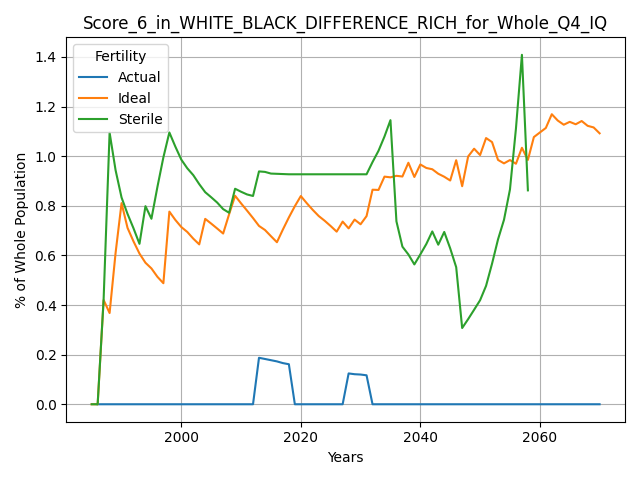 Score_6_in_WHITE_BLACK_DIFFERENCE_RICH_for_Whole_Q4_IQ
Fertility
Actual
Ideal
Sterile
% of Whole Population
1.4
1.2
1.0
0.8
0.6
0.4
0.2
0.0
2000 2020 2040 2060
Years